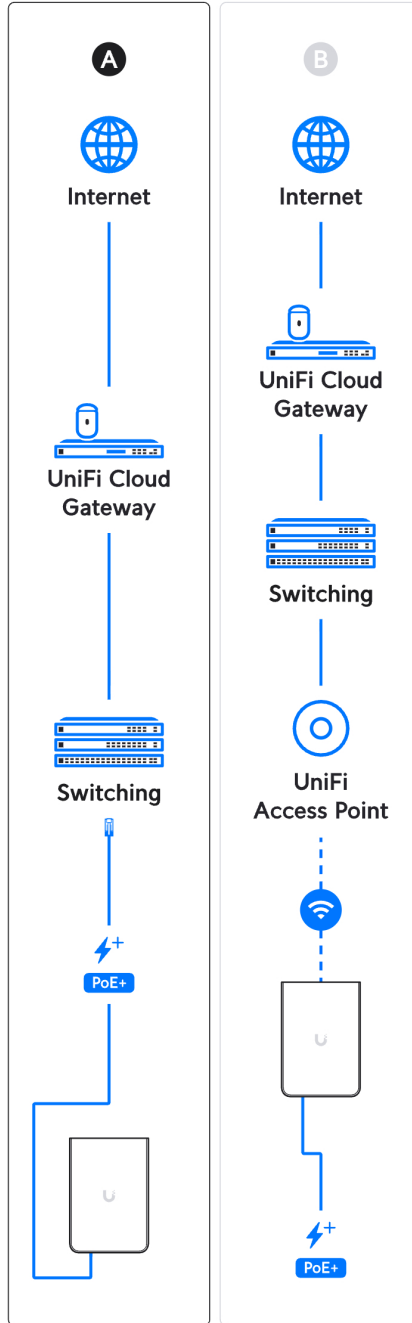 A
Internet
UniFi Cloud
Gateway
Switching
PoE+
B
Internet
UniFi Cloud
Gateway
Switching
UniFi
Access Point
PoE+